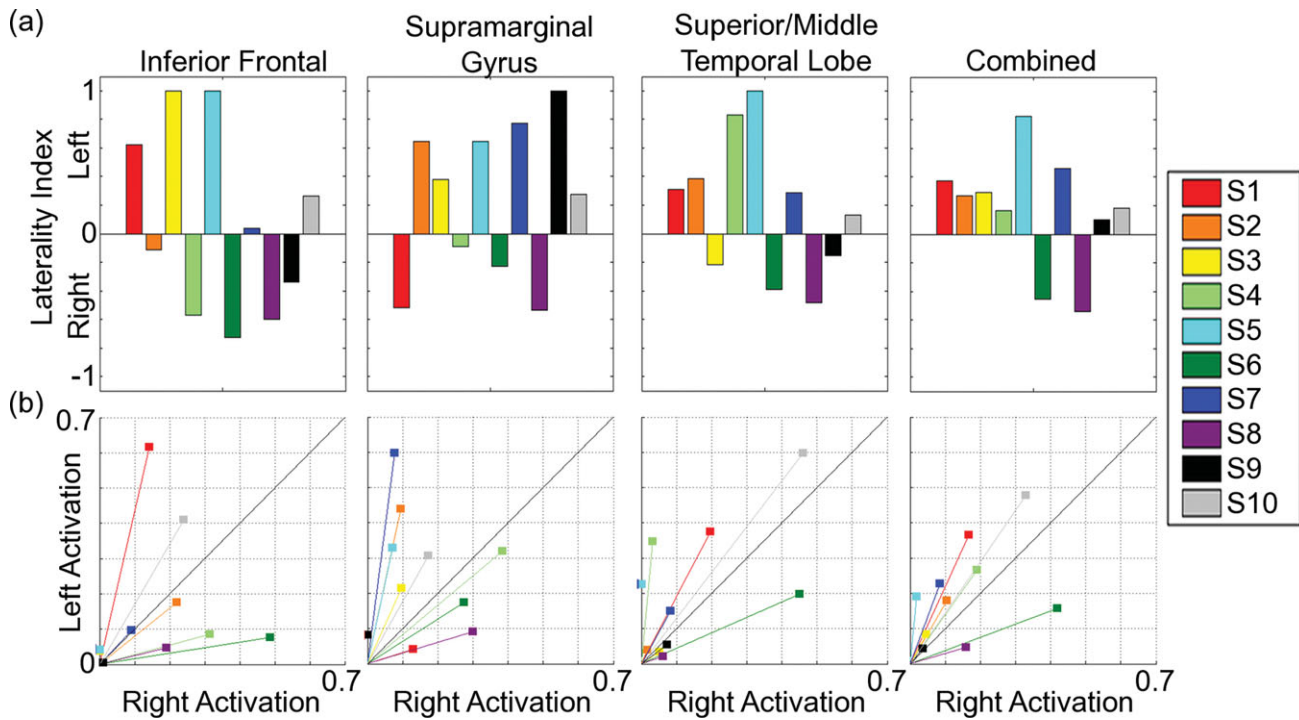 (a)
Inferior Frontal
Supramarginal
Gyrus
Superior/Middle
Temporal Lobe
Combined
Laterality Index
Right Left
1
0
-1
S1
S2
S3
S4
S5
S6
S7
S8
S9
S10
(b)
Left Activation
0.7
0
Right Activation
0.7
Right Activation
0.7
Right Activation
0.7
Right Activation
0.7